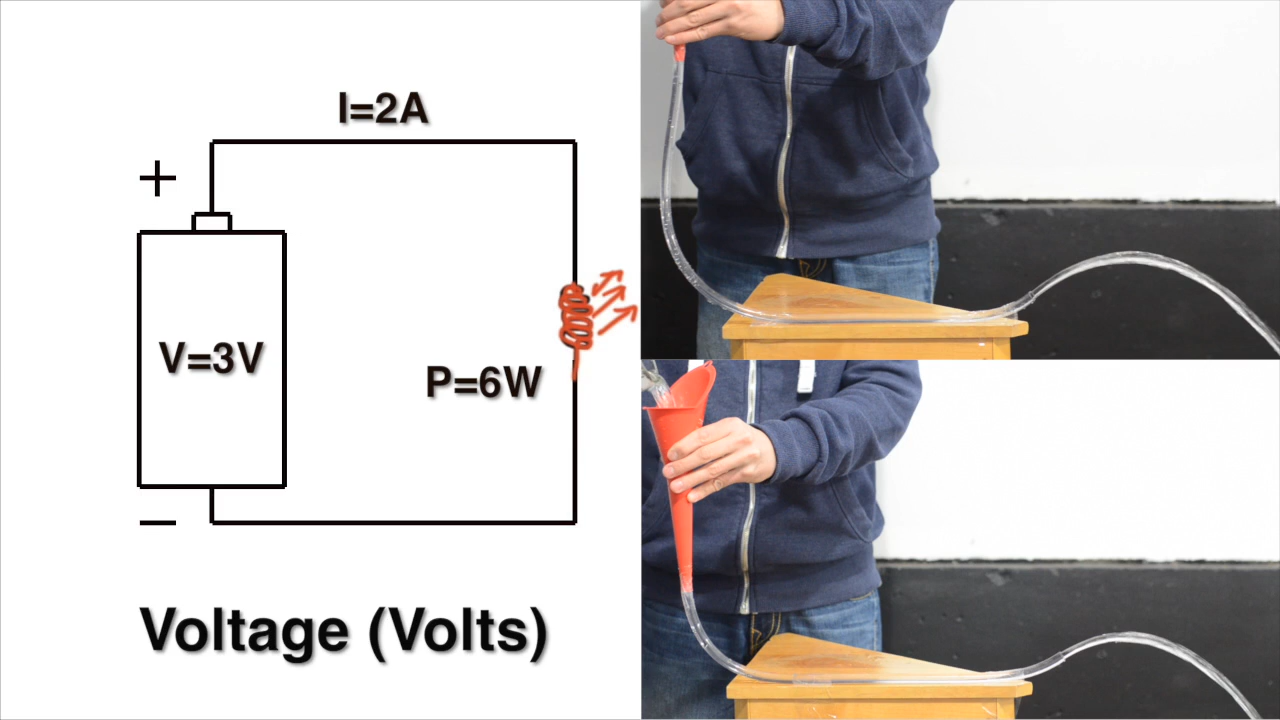 I=2A
+
V=3V
P=6W
–
Voltage (Volts)